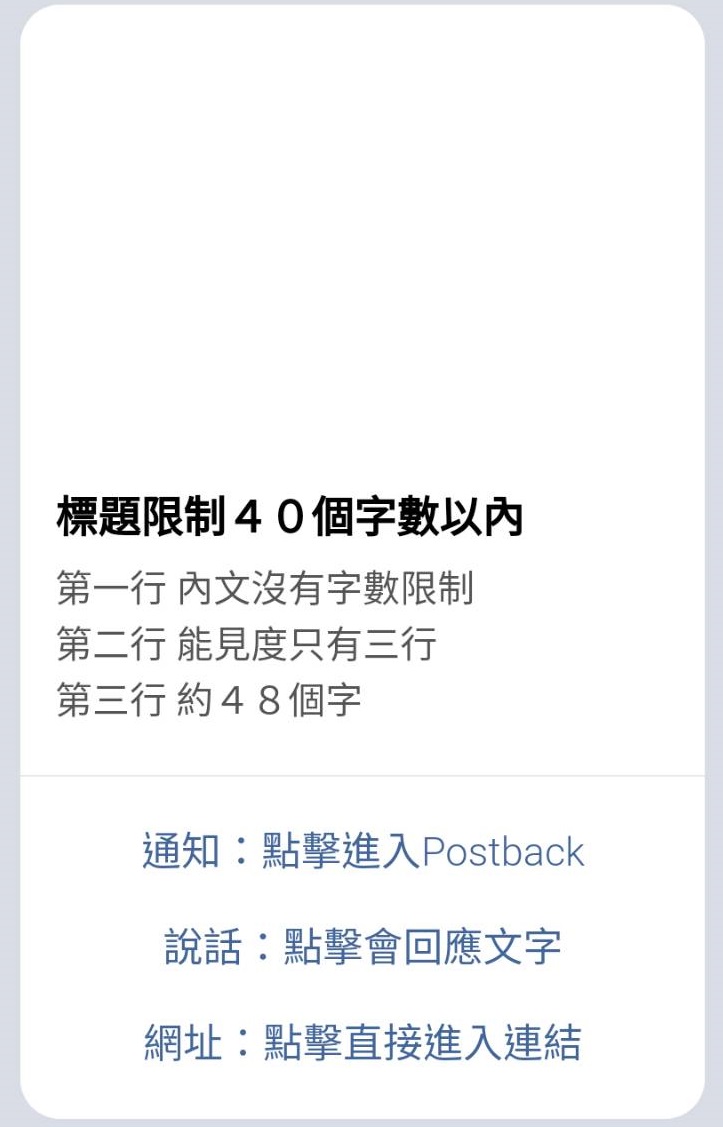 標題限制４０個字數以內
第一行 內文沒有字數限制
第二行 能見度只有三行
第三行 約４８個字
通知：點擊進入Postback
說話：點擊會回應文字
網址：點擊直接進入連結